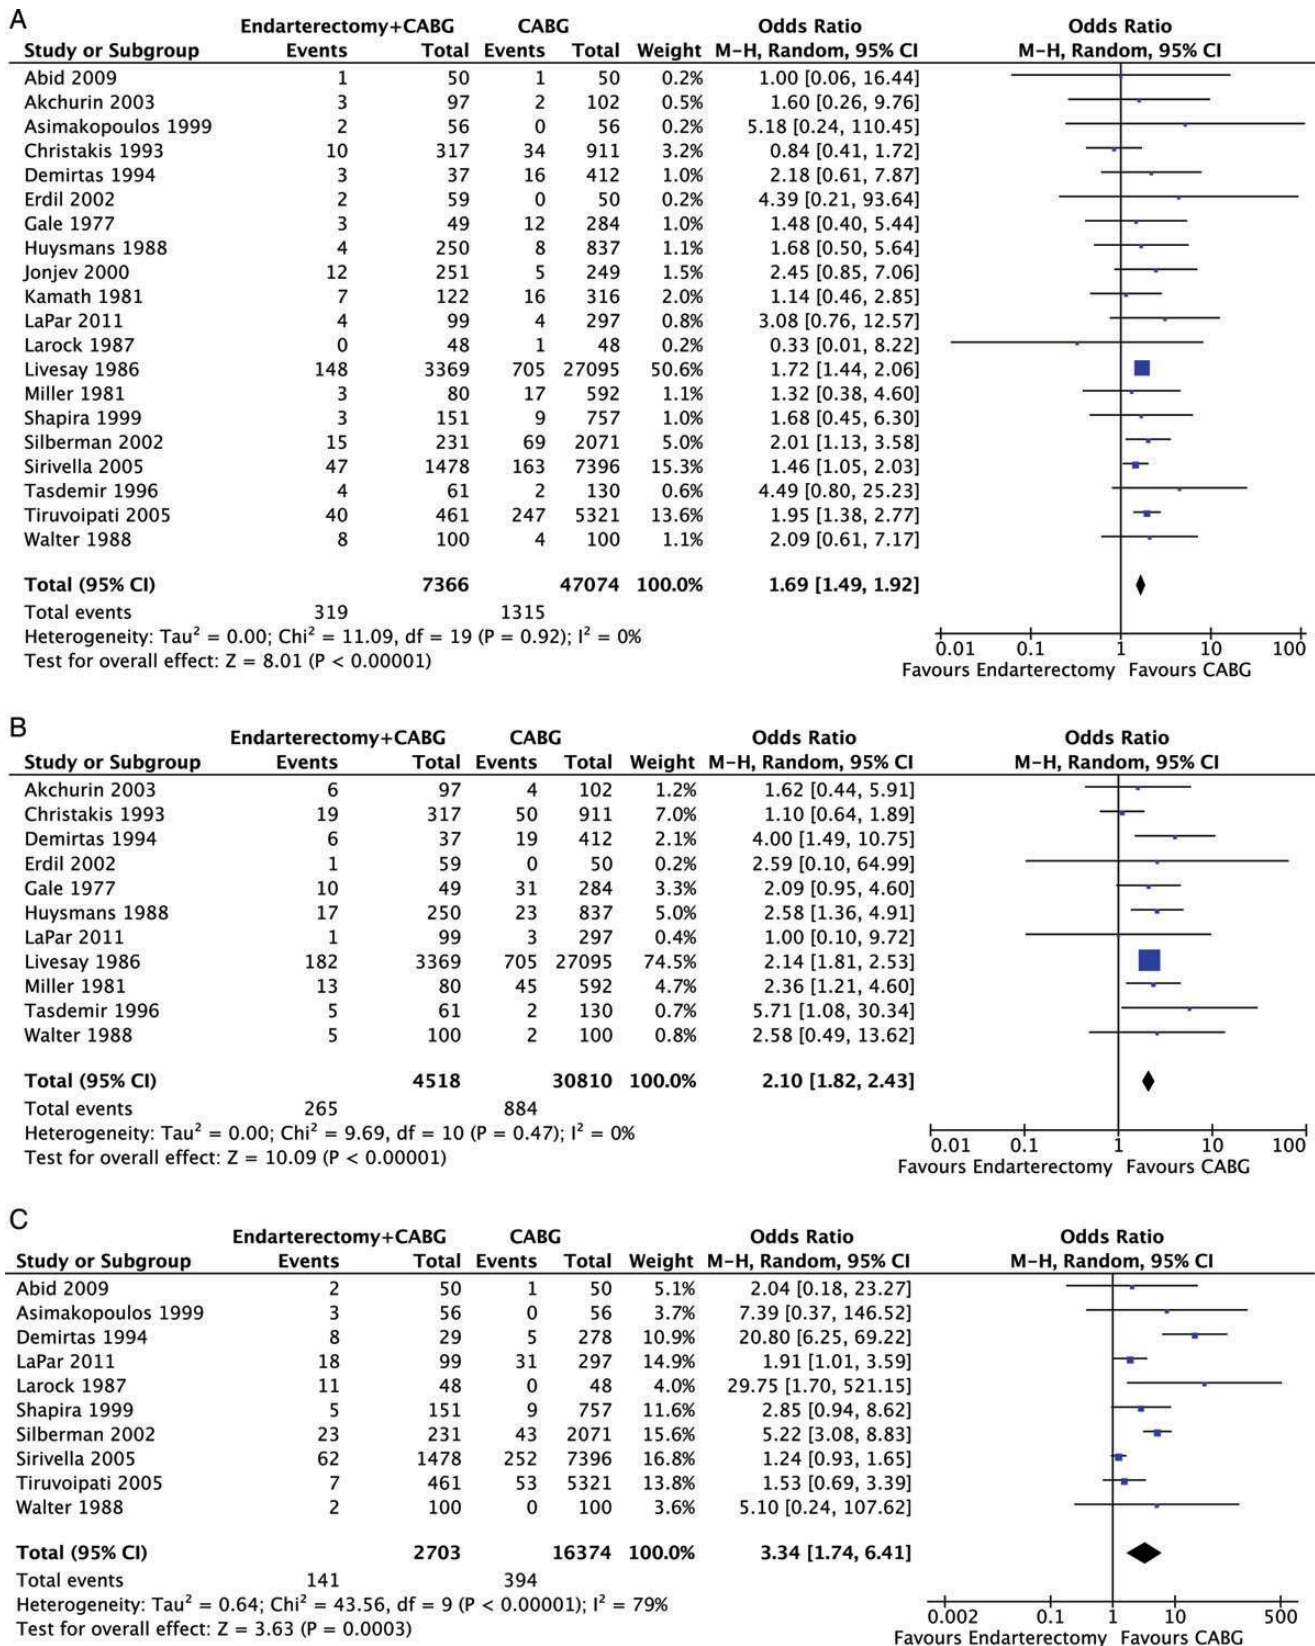 A
Endarterectomy+CABG CABG Odds Ratio Odds Ratio
Study or Subgroup Events Total Events Total Weight M-H, Random, 95% CI M-H, Random, 95% CI
Abid 2009 1 50 1 50 0.2% 1.00 [0.06, 16.44]
Akchurin 2003 3 97 2 102 0.5% 1.60 [0.26, 9.76]
Asimakopoulos 1999 2 56 0 56 0.2% 5.18 [0.24, 110.45]
Christakis 1993 10 317 34 911 3.2% 0.84 [0.41, 1.72]
Demirtas 1994 3 37 16 412 1.0% 2.18 [0.61, 7.87]
Erdil 2002 2 59 0 50 0.2% 4.39 [0.21, 93.64]
Gale 1977 3 49 12 284 1.0% 1.48 [0.40, 5.44]
Huysmans 1988 4 250 8 837 1.1% 1.68 [0.50, 5.64]
Jonjev 2000 12 251 5 249 1.5% 2.45 [0.85, 7.06]
Kamath 1981 7 122 16 316 2.0% 1.14 [0.46, 2.85]
LaPar 2011 4 99 4 297 0.8% 3.08 [0.76, 12.57]
Larock 1987 0 48 1 48 0.2% 0.33 [0.01, 8.22]
Livesay 1986 148 3369 705 27095 50.6% 1.72 [1.44, 2.06]
Miller 1981 3 80 17 592 1.1% 1.32 [0.38, 4.60]
Shapira 1999 3 151 9 757 1.0% 1.68 [0.45, 6.30]
Silberman 2002 15 231 69 2071 5.0% 2.01 [1.13, 3.58]
Sirivella 2005 47 1478 163 7396 15.3% 1.46 [1.05, 2.03]
Tasdemir 1996 4 61 2 130 0.6% 4.49 [0.80, 25.23]
Tiruvoipati 2005 40 461 247 5321 13.6% 1.95 [1.38, 2.77]
Walter 1988 8 100 4 100 1.1% 2.09 [0.61, 7.17]
Total (95% CI) 7366 47074 100.0% 1.69 [1.49, 1.92]
Total events 319 1315
Heterogeneity: Tau² = 0.00; Chi² = 11.09, df = 19 (P = 0.92); I² = 0%
Test for overall effect: Z = 8.01 (P < 0.00001)
0.01 0.1 1 10 100
Favours Endarterectomy Favours CABG
B
Endarterectomy+CABG CABG Odds Ratio Odds Ratio
Study or Subgroup Events Total Events Total Weight M-H, Random, 95% CI M-H, Random, 95% CI
Akchurin 2003 6 97 4 102 1.2% 1.62 [0.44, 5.91]
Christakis 1993 19 317 50 911 7.0% 1.10 [0.64, 1.89]
Demirtas 1994 6 37 19 412 2.1% 4.00 [1.49, 10.75]
Erdil 2002 1 59 0 50 0.2% 2.59 [0.10, 64.99]
Gale 1977 10 49 31 284 3.3% 2.09 [0.95, 4.60]
Huysmans 1988 17 250 23 837 5.0% 2.58 [1.36, 4.91]
LaPar 2011 1 99 3 297 0.4% 1.00 [0.10, 9.72]
Livesay 1986 182 3369 705 27095 74.5% 2.14 [1.81, 2.53]
Miller 1981 13 80 45 592 4.7% 2.36 [1.21, 4.60]
Tasdemir 1996 5 61 2 130 0.7% 5.71 [1.08, 30.34]
Walter 1988 5 100 2 100 0.8% 2.58 [0.49, 13.62]
Total (95% CI) 4518 30810 100.0% 2.10 [1.82, 2.43]
Total events 265 884
Heterogeneity: Tau² = 0.00; Chi² = 9.69, df = 10 (P = 0.47); I² = 0%
Test for overall effect: Z = 10.09 (P < 0.00001)
0.01 0.1 1 10 100
Favours Endarterectomy Favours CABG
C
Endarterectomy+CABG CABG Odds Ratio Odds Ratio
Study or Subgroup Events Total Events Total Weight M-H, Random, 95% CI M-H, Random, 95% CI
Abid 2009 2 50 1 50 5.1% 2.04 [0.18, 23.27]
Asimakopoulos 1999 3 56 0 56 3.7% 7.39 [0.37, 146.52]
Demirtas 1994 8 29 5 278 10.9% 20.80 [6.25, 69.22]
LaPar 2011 18 99 31 297 14.9% 1.91 [1.01, 3.59]
Larock 1987 11 48 0 48 4.0% 29.75 [1.70, 521.15]
Shapira 1999 5 151 9 757 11.6% 2.85 [0.94, 8.62]
Silberman 2002 23 231 43 2071 15.6% 5.22 [3.08, 8.83]
Sirivella 2005 62 1478 252 7396 16.8% 1.24 [0.93, 1.65]
Tiruvoipati 2005 7 461 53 5321 13.8% 1.53 [0.69, 3.39]
Walter 1988 2 100 0 100 3.6% 5.10 [0.24, 107.62]
Total (95% CI) 2703 16374 100.0% 3.34 [1.74, 6.41]
Total events 141 394
Heterogeneity: Tau² = 0.64; Chi² = 43.56, df = 9 (P < 0.00001); I² = 79%
Test for overall effect: Z = 3.63 (P = 0.0003)
0.002 0.1 1 10 500
Favours Endarterectomy Favours CABG